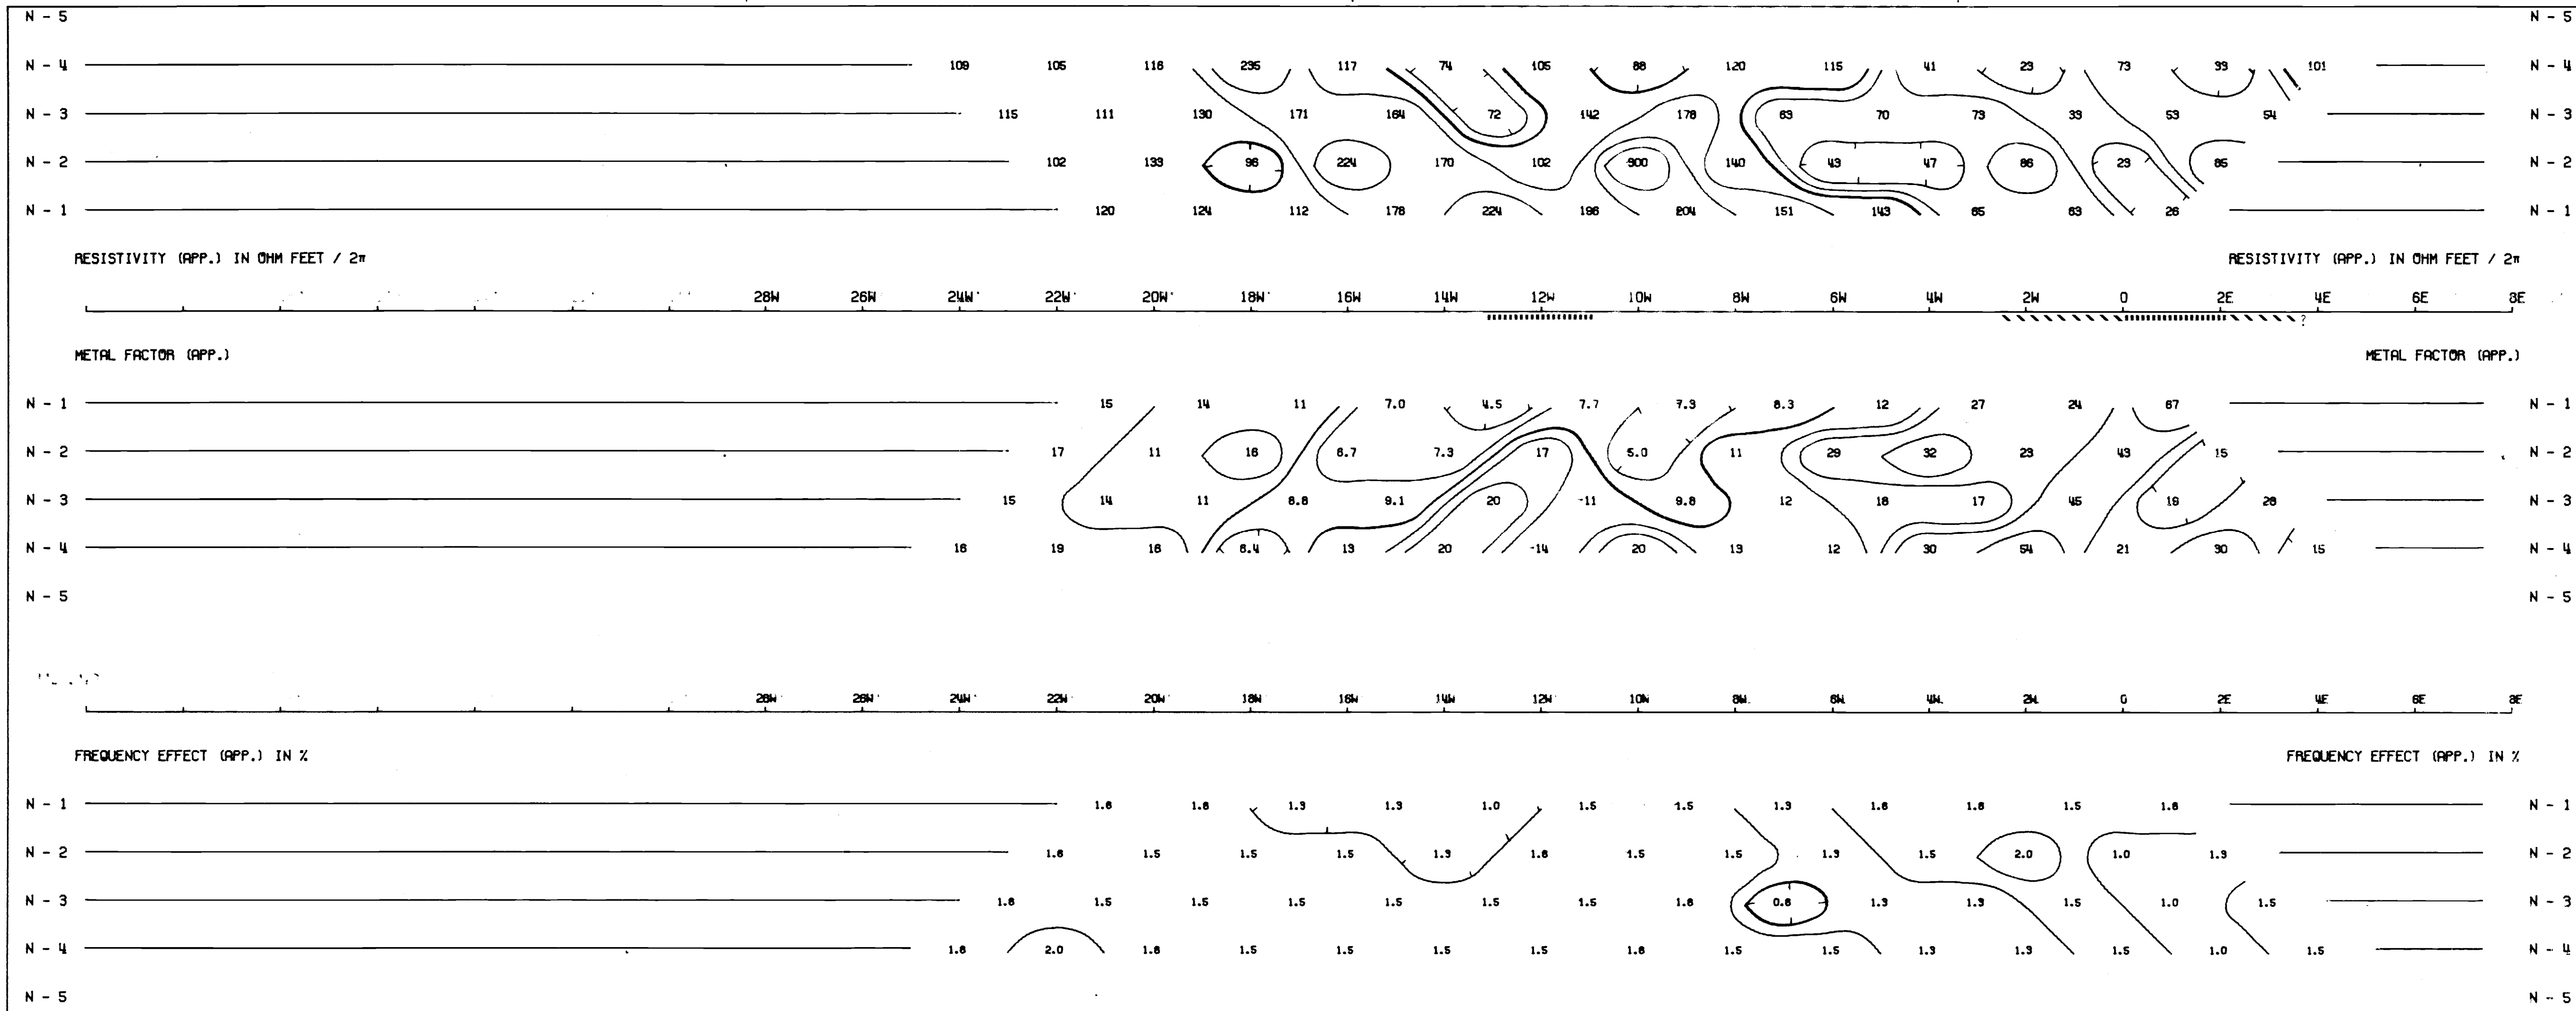 N - 5 N - 5
N - 4 109 105 116 235 117 74 105 88 120 115 41 23 73 39 101 N - 4
N - 3 115 111 130 171 164 72 142 178 63 70 73 39 53 54 N - 3
N - 2 102 133 96 224 170 102 300 140 43 47 86 23 85 N - 2
N - 1 120 124 112 178 224 196 204 151 143 65 63 26 N - 1
RESISTIVITY (APP.) IN OHM FEET / 2π RESISTIVITY (APP.) IN OHM FEET / 2π
28W 26W 24W 22W 20W 18W 16W 14W 12W 10W 8W 6W 4W 2W 0 2E 4E 6E 8E
?
METAL FACTOR (APP.) METAL FACTOR (APP.)
N - 1 15 14 11 7.0 4.5 7.7 7.3 8.3 12 27 24 67 N - 1
N - 2 17 11 16 6.7 7.3 17 5.0 11 29 32 23 43 15 N - 2
N - 3 15 14 11 8.8 9.1 20 11 9.8 12 18 17 45 19 28 N - 3
N - 4 16 19 16 6.4 13 20 14 20 13 12 30 54 21 30 15 N - 4
N - 5 N - 5
28W 26W 24W 22W 20W 18W 16W 14W 12W 10W 8W 6W 4W 2W 0 2E 4E 6E 8E
FREQUENCY EFFECT (APP.) IN % FREQUENCY EFFECT (APP.) IN %
N - 1 1.8 1.8 1.3 1.3 1.0 1.5 1.5 1.3 1.8 1.8 1.5 1.8 N - 1
N - 2 1.8 1.5 1.5 1.5 1.3 1.8 1.5 1.5 1.3 1.5 2.0 1.0 1.3 N - 2
N - 3 1.8 1.5 1.5 1.5 1.5 1.5 1.5 1.8 0.8 1.3 1.3 1.5 1.0 1.5 N - 3
N - 4 1.8 2.0 1.8 1.5 1.5 1.5 1.5 1.8 1.5 1.5 1.3 1.3 1.5 1.0 1.5 N - 4
N - 5 N - 5